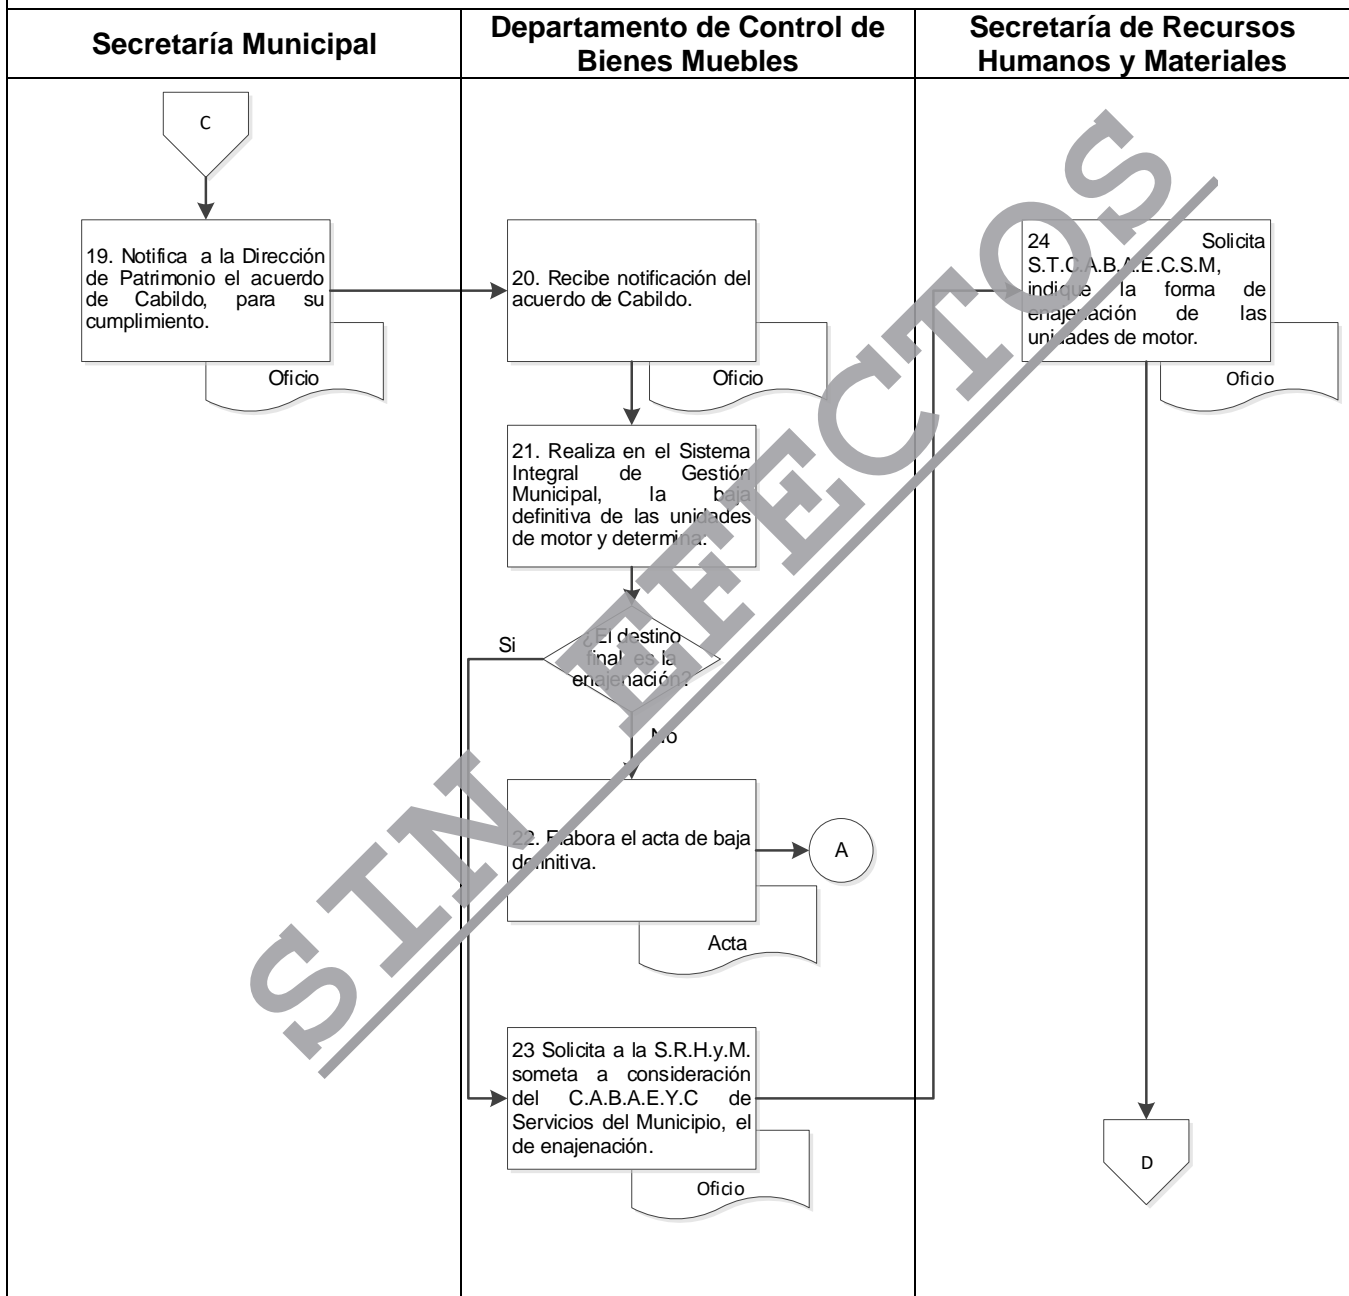 Secretaría Municipal
Departamento de Control de
Bienes Muebles
Secretaría de Recursos
Humanos y Materiales
C
19. Notifica a la Dirección
de Patrimonio el acuerdo
de Cabildo, para su
cumplimiento.
Oficio
20. Recibe notificación del
acuerdo de Cabildo.
Oficio
21. Realiza en el Sistema
Integral de Gestión
Municipal, la baja
definitiva de las unidades
de motor y determina:
¿El destino
final es la
enajenación?
Si
No
22. Elabora el acta de baja
definitiva.
A
Acta
23 Solicita a la S.R.H.y.M.
someta a consideración
del C.A.B.A.E.Y.C de
Servicios del Municipio, el
de enajenación.
Oficio
24 Solicita
S.T.C.A.B.A.E.C.S.M,
indique la forma de
enajenación de las
unidades de motor.
Oficio
D
SIN EFECTOS